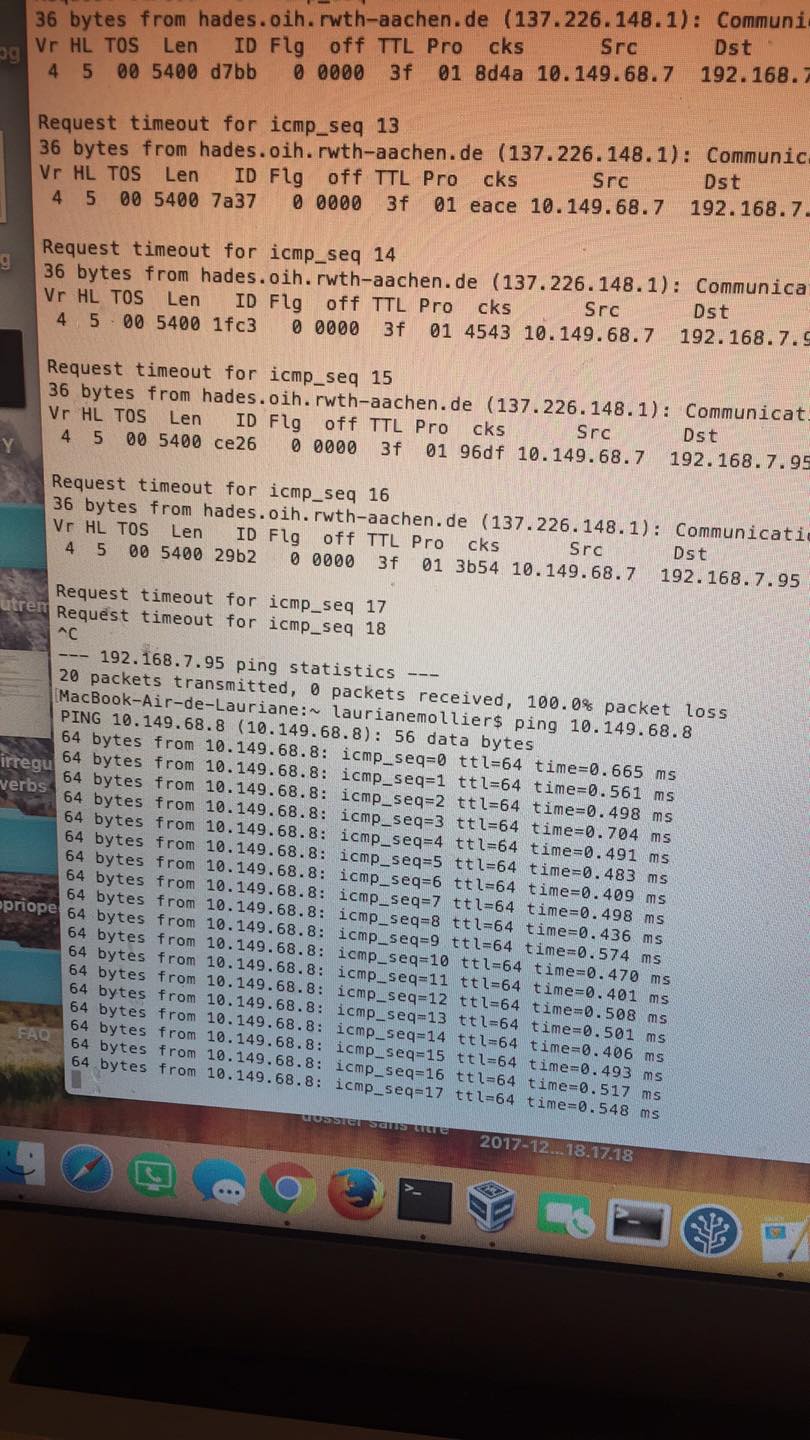 36 bytes from hades.oih.rwth-aachen.de (137.226.148.1): Communi
Vr HL TOS  Len   ID Flg  off TTL Pro  cks      Src      Dst
 4  5  00 5400 d7bb   0 0000  3f  01 8d4a 10.149.68.7  192.168.7
Request timeout for icmp_seq 13
36 bytes from hades.oih.rwth-aachen.de (137.226.148.1): Communic
Vr HL TOS  Len   ID Flg  off TTL Pro  cks      Src      Dst
 4  5  00 5400 7a37   0 0000  3f  01 eace 10.149.68.7  192.168.7.
Request timeout for icmp_seq 14
36 bytes from hades.oih.rwth-aachen.de (137.226.148.1): Communica
Vr HL TOS  Len   ID Flg  off TTL Pro  cks      Src      Dst
 4  5  00 5400 1fc3   0 0000  3f  01 4543 10.149.68.7  192.168.7.9
Request timeout for icmp_seq 15
36 bytes from hades.oih.rwth-aachen.de (137.226.148.1): Communicat
Vr HL TOS  Len   ID Flg  off TTL Pro  cks      Src      Dst
 4  5  00 5400 ce26   0 0000  3f  01 96df 10.149.68.7  192.168.7.95
Request timeout for icmp_seq 16
36 bytes from hades.oih.rwth-aachen.de (137.226.148.1): Communicatio
Vr HL TOS  Len   ID Flg  off TTL Pro  cks      Src      Dst
 4  5  00 5400 29b2   0 0000  3f  01 3b54 10.149.68.7  192.168.7.95
Request timeout for icmp_seq 17
Request timeout for icmp_seq 18
^C
--- 192.168.7.95 ping statistics ---
20 packets transmitted, 0 packets received, 100.0% packet loss
MacBook-Air-de-Lauriane:~ laurianemollier$ ping 10.149.68.8
PING 10.149.68.8 (10.149.68.8): 56 data bytes
64 bytes from 10.149.68.8: icmp_seq=0 ttl=64 time=0.665 ms
64 bytes from 10.149.68.8: icmp_seq=1 ttl=64 time=0.561 ms
64 bytes from 10.149.68.8: icmp_seq=2 ttl=64 time=0.498 ms
64 bytes from 10.149.68.8: icmp_seq=3 ttl=64 time=0.704 ms
64 bytes from 10.149.68.8: icmp_seq=4 ttl=64 time=0.491 ms
64 bytes from 10.149.68.8: icmp_seq=5 ttl=64 time=0.483 ms
64 bytes from 10.149.68.8: icmp_seq=6 ttl=64 time=0.409 ms
64 bytes from 10.149.68.8: icmp_seq=7 ttl=64 time=0.498 ms
64 bytes from 10.149.68.8: icmp_seq=8 ttl=64 time=0.436 ms
64 bytes from 10.149.68.8: icmp_seq=9 ttl=64 time=0.574 ms
64 bytes from 10.149.68.8: icmp_seq=10 ttl=64 time=0.470 ms
64 bytes from 10.149.68.8: icmp_seq=11 ttl=64 time=0.401 ms
64 bytes from 10.149.68.8: icmp_seq=12 ttl=64 time=0.508 ms
64 bytes from 10.149.68.8: icmp_seq=13 ttl=64 time=0.501 ms
64 bytes from 10.149.68.8: icmp_seq=14 ttl=64 time=0.406 ms
64 bytes from 10.149.68.8: icmp_seq=15 ttl=64 time=0.493 ms
64 bytes from 10.149.68.8: icmp_seq=16 ttl=64 time=0.517 ms
64 bytes from 10.149.68.8: icmp_seq=17 ttl=64 time=0.548 ms
Y
utrem
irregu
verbs
opriope
FAQ
dossier sans titre
2017-12...18.17.18